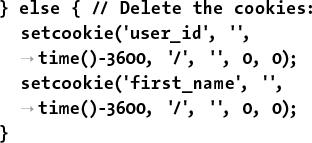 } else { // Delete the cookies:
setcookie('user_id', '',
→time()-3600, '/', '', 0, 0);
setcookie('first_name', '',
→time()-3600, '/', '', 0, 0);
}